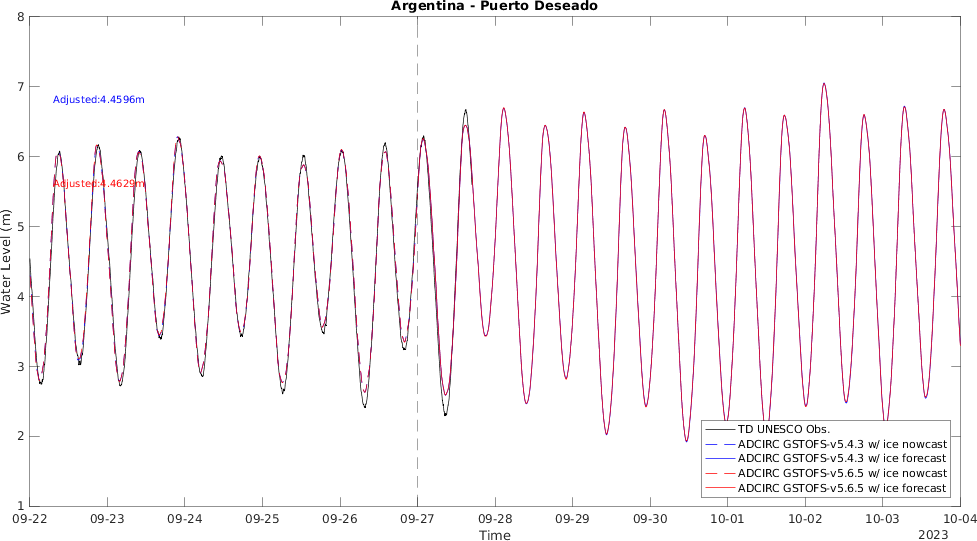 Argentina - Puerto Deseado
8
7
6
5
4
3
2
1
Water Level (m)
Adjusted:4.4596m
Adjusted:4.4629m
TD UNESCO Obs.
ADCIRC GSTOFS-v5.4.3 w/ ice nowcast
ADCIRC GSTOFS-v5.4.3 w/ ice forecast
ADCIRC GSTOFS-v5.6.5 w/ ice nowcast
ADCIRC GSTOFS-v5.6.5 w/ ice forecast
09-22 09-23 09-24 09-25 09-26 09-27 09-28 09-29 09-30 10-01 10-02 10-03 10-04
Time
2023